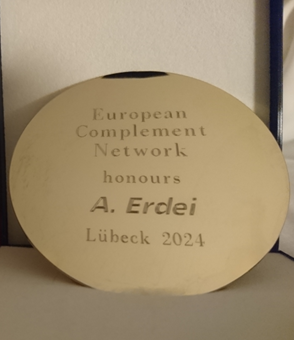 European
Complement
Network
honours
A. Erdei
Lübeck 2024